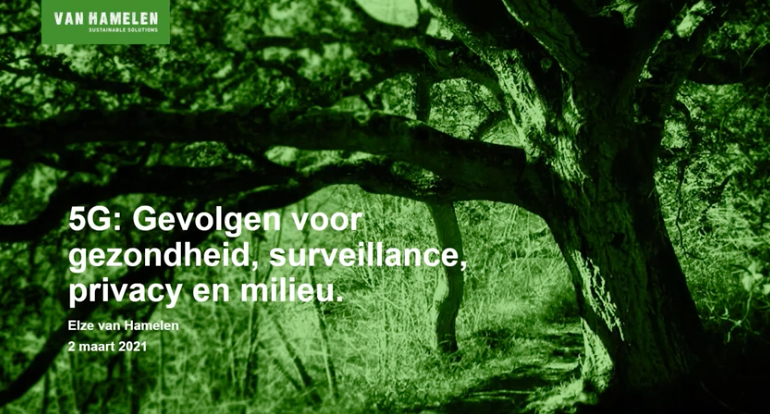 VAN HAMELEN
SUSTAINABLE SOLUTIONS
5G: Gevolgen voor
gezondheid, surveillance,
privacy en milieu.
Elze van Hamelen
2 maart 2021